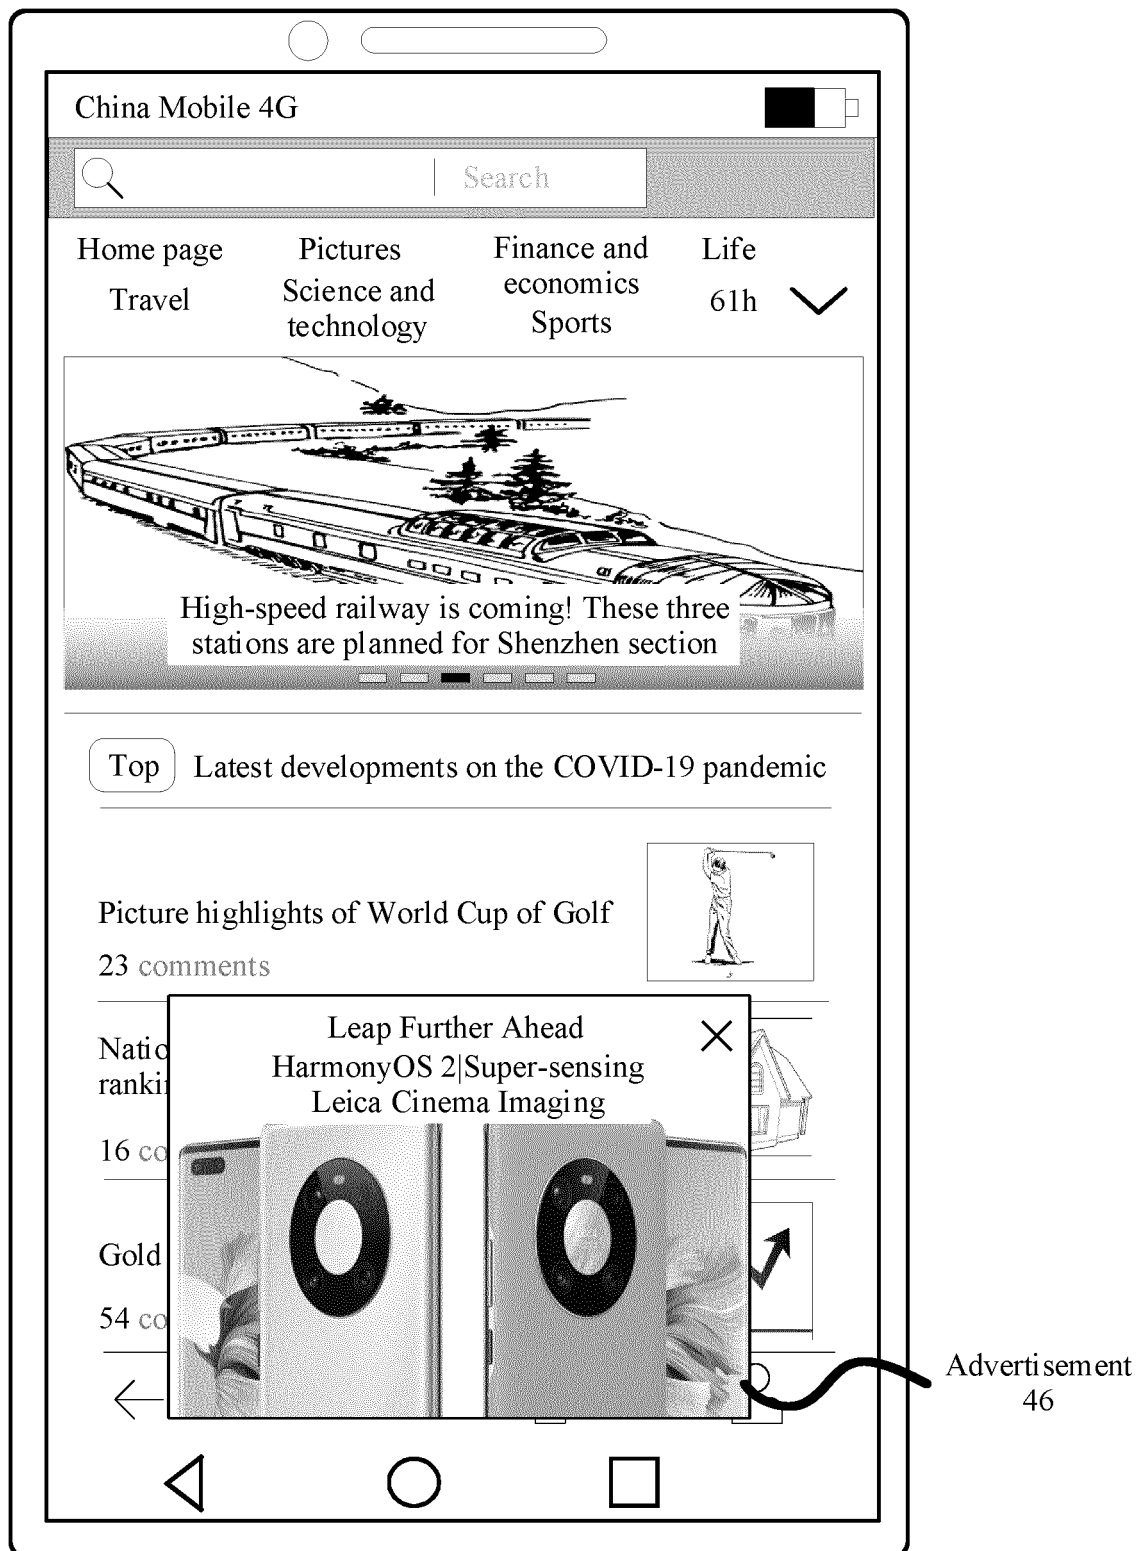 China Mobile 4G
Search
Home page
Pictures
Finance and
economics
Life
Travel
Science and
technology
Sports
61h
High-speed railway is coming! These three
stations are planned for Shenzhen section
Top
Latest developments on the COVID-19 pandemic
Picture highlights of World Cup of Golf
23 comments
Natio
rankin
16 co
Leap Further Ahead
HarmonyOS 2|Super-sensing
Leica Cinema Imaging
Gold
54 co
Advertisement
46